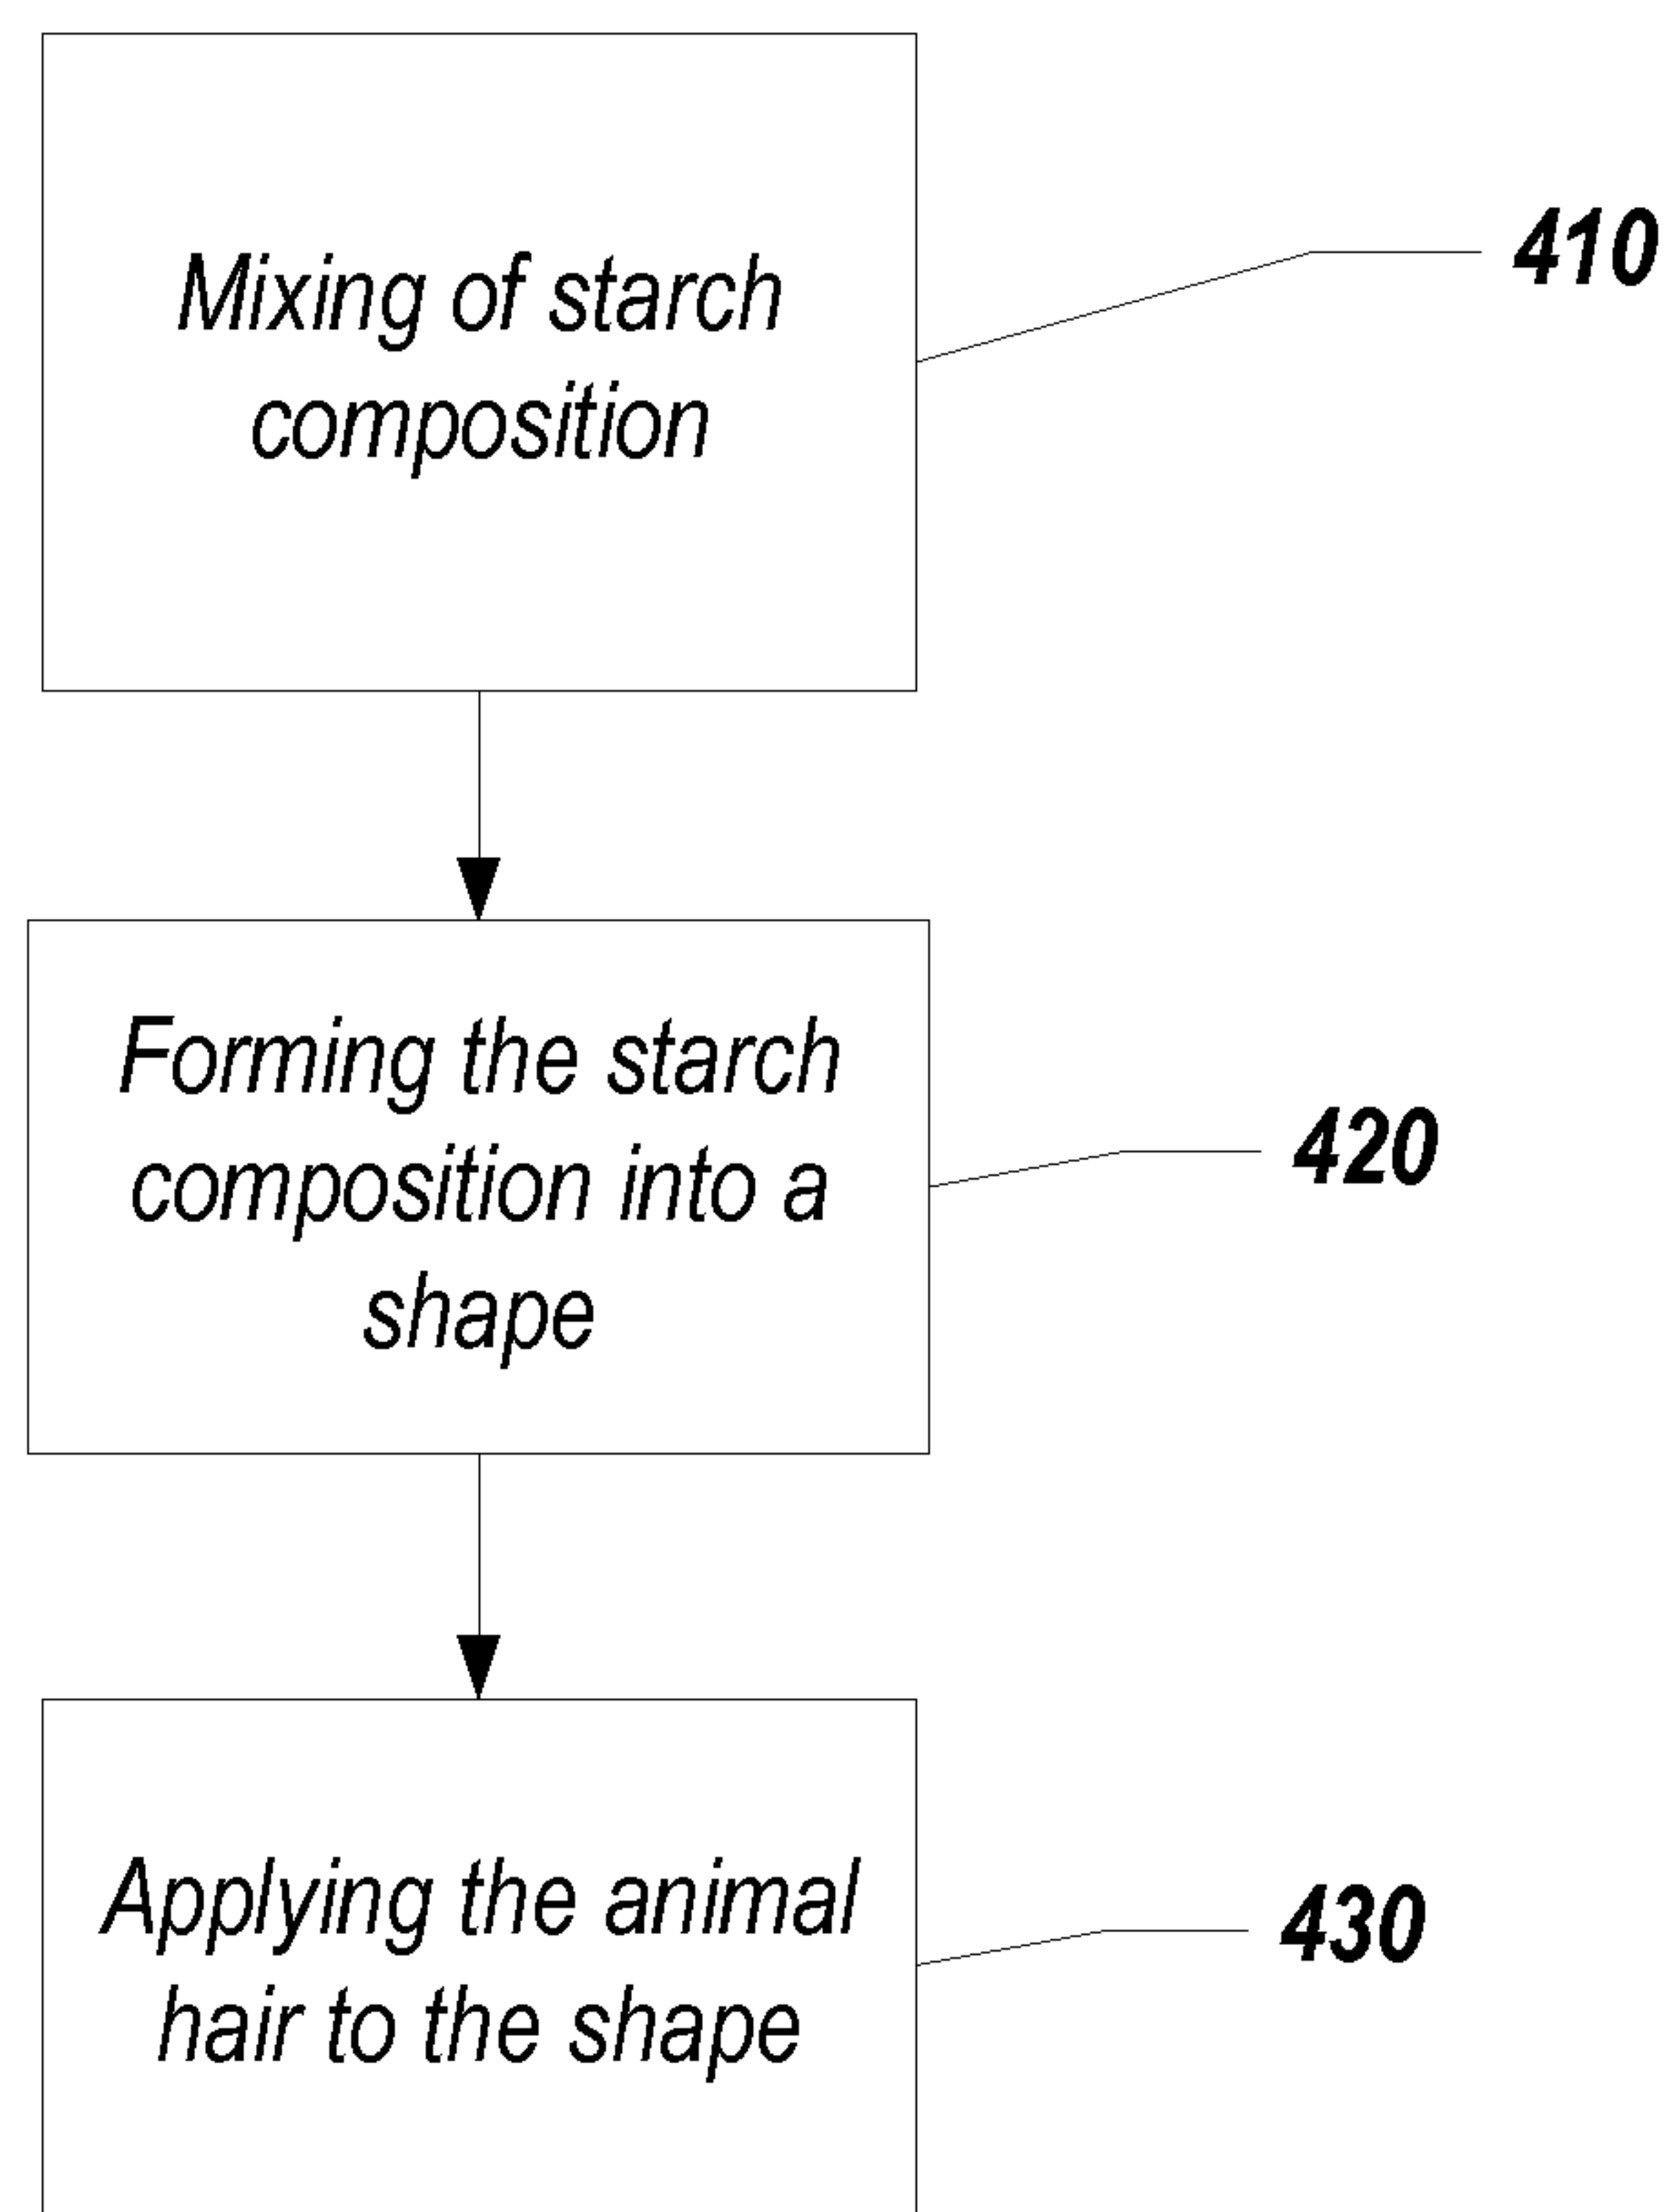 Mixing of starch
composition
410
Forming the starch
composition into a
shape
420
Applying the animal
hair to the shape
430